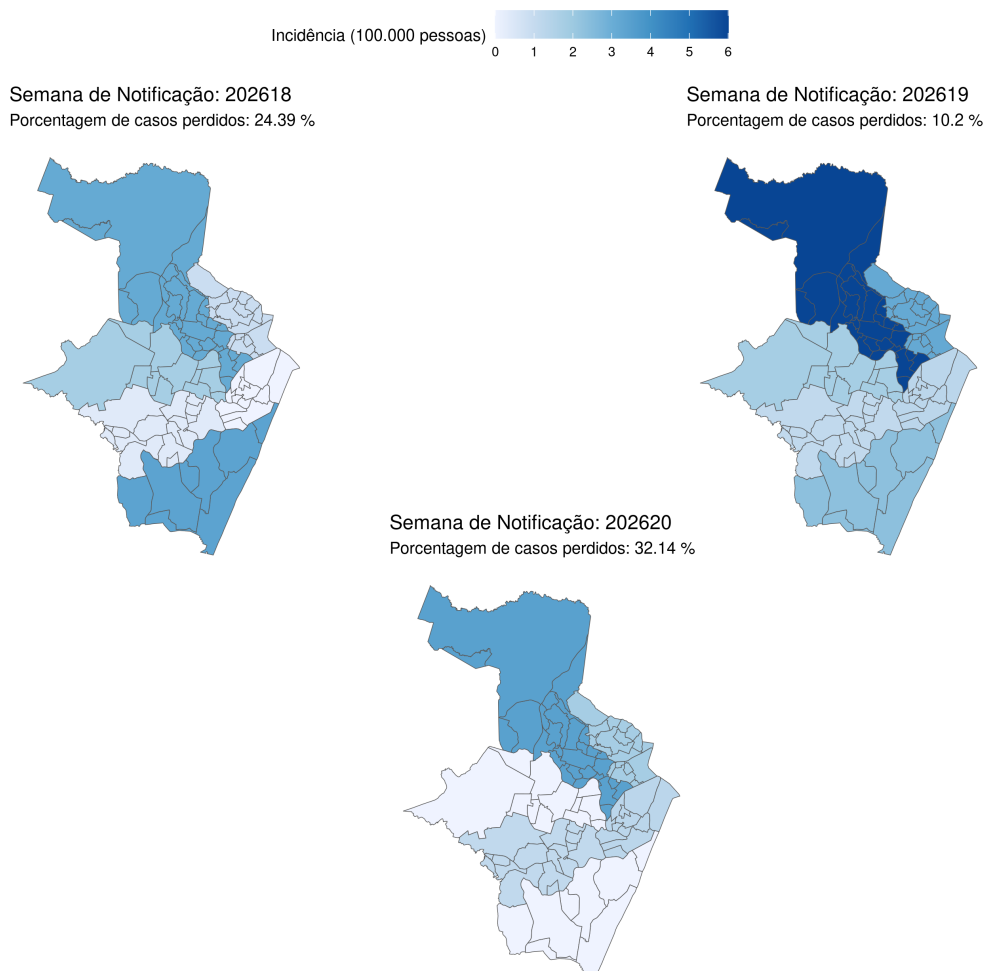 Incidência (100.000 pessoas)
0 1 2 3 4 5 6
Semana de Notificação: 202618
Porcentagem de casos perdidos: 24.39 %
Semana de Notificação: 202619
Porcentagem de casos perdidos: 10.2 %
Semana de Notificação: 202620
Porcentagem de casos perdidos: 32.14 %